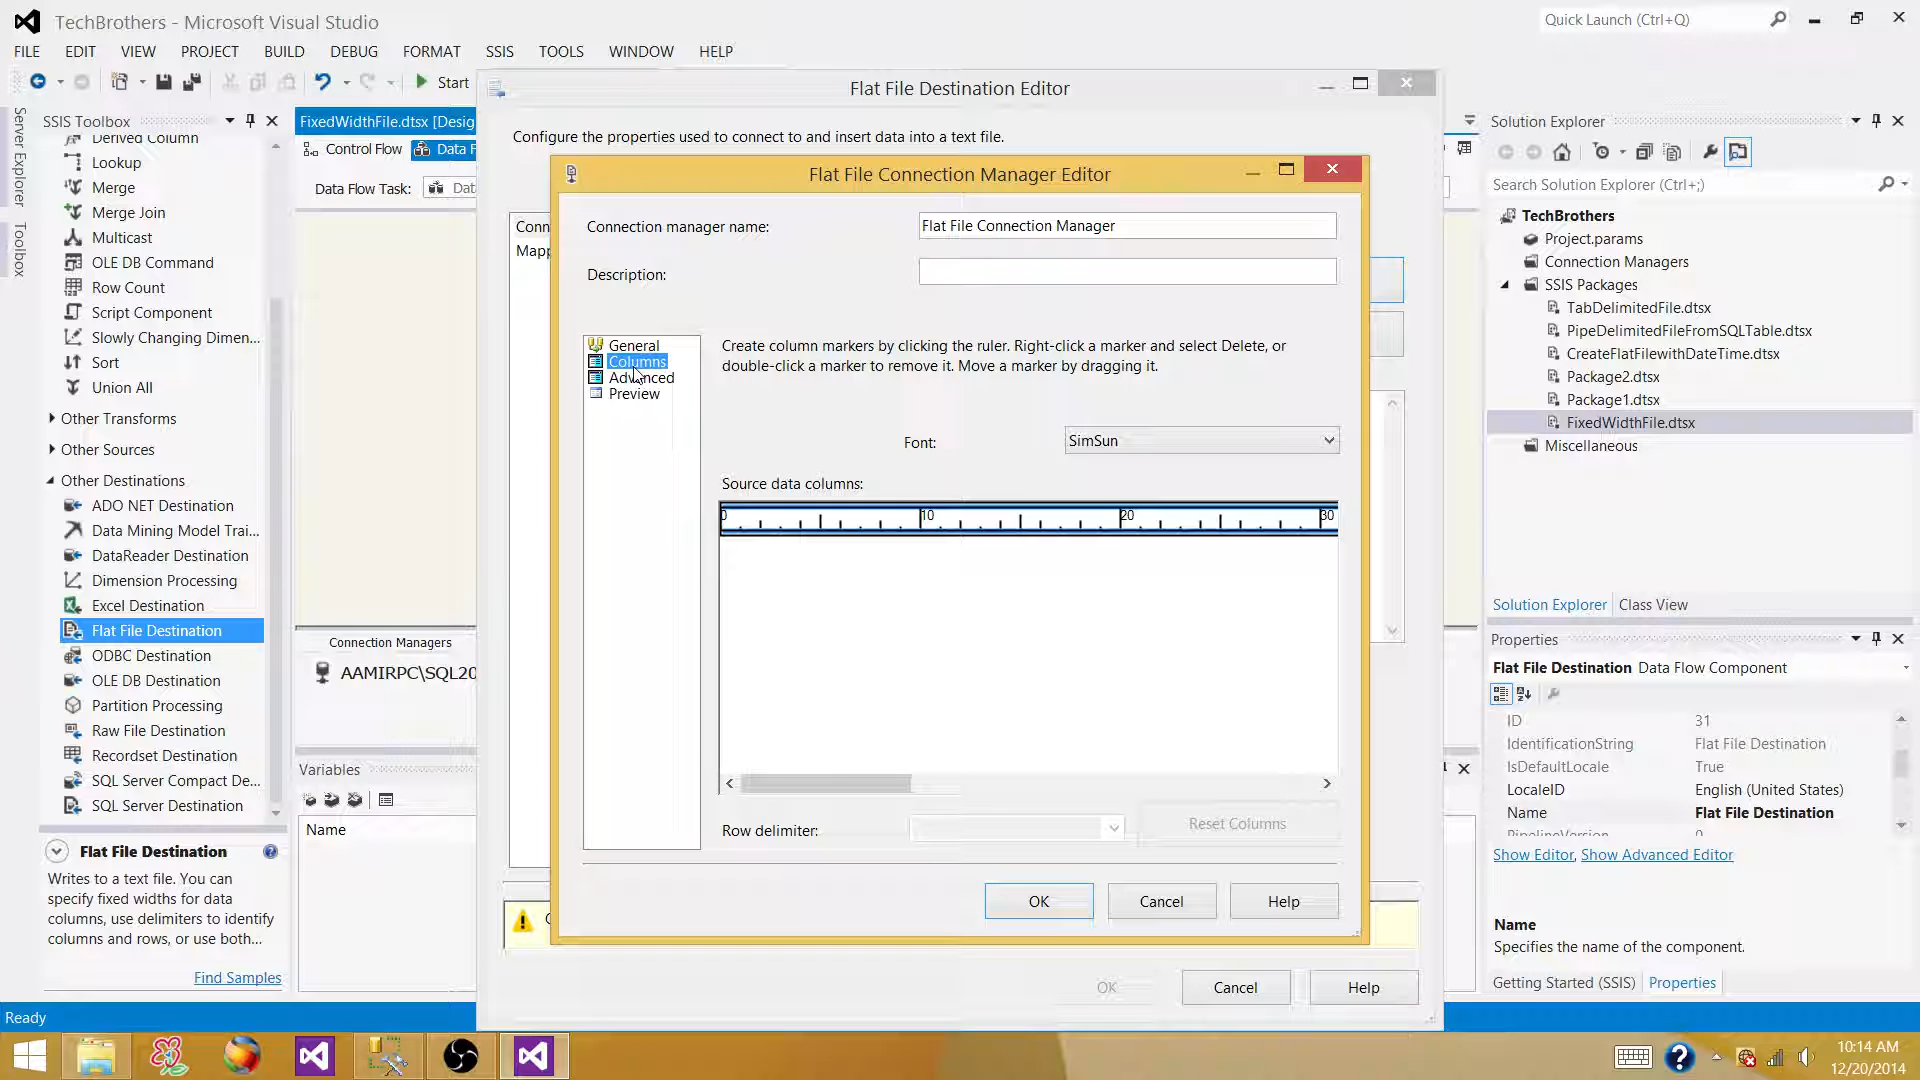 TechBrothers - Microsoft Visual Studio
Quick Launch (Ctrl+Q)
FILE EDIT VIEW PROJECT BUILD DEBUG FORMAT SSIS TOOLS WINDOW HELP
Start
Server Explorer
Toolbox
SSIS Toolbox
Derived Column
Lookup
Merge
Merge Join
Multicast
OLE DB Command
Row Count
Script Component
Slowly Changing Dimen...
Sort
Union All
Other Transforms
Other Sources
Other Destinations
ADO NET Destination
Data Mining Model Trai...
DataReader Destination
Dimension Processing
Excel Destination
Flat File Destination
ODBC Destination
OLE DB Destination
Partition Processing
Raw File Destination
Recordset Destination
SQL Server Compact De...
SQL Server Destination
Flat File Destination
Writes to a text file. You can
specify fixed widths for data
columns, use delimiters to identify
columns and rows, or use both...
Find Samples
FixedWidthFile.dtsx [Desig
Control Flow
Data F
Data Flow Task:
Dat
Connection Managers
AAMIRPC\SQL20
Variables
Name
Flat File Destination Editor
Configure the properties used to connect to and insert data into a text file.
Conn
Mapp
Flat File Connection Manager Editor
Connection manager name:
Flat File Connection Manager
Description:
General
Columns
Advanced
Preview
Create column markers by clicking the ruler. Right-click a marker and select Delete, or
double-click a marker to remove it. Move a marker by dragging it.
Font:
SimSun
Source data columns:
0 10 20 30
Row delimiter:
Reset Columns
OK Cancel Help
OK Cancel Help
Solution Explorer
Search Solution Explorer (Ctrl+;)
TechBrothers
Project.params
Connection Managers
SSIS Packages
TabDelimitedFile.dtsx
PipeDelimitedFileFromSQLTable.dtsx
CreateFlatFilewithDateTime.dtsx
Package2.dtsx
Package1.dtsx
FixedWidthFile.dtsx
Miscellaneous
Solution Explorer Class View
Properties
Flat File Destination Data Flow Component
ID 31
IdentificationString Flat File Destination
IsDefaultLocale True
LocaleID English (United States)
Name Flat File Destination
PipelineVersion 0
Show Editor, Show Advanced Editor
Name
Specifies the name of the component.
Getting Started (SSIS) Properties
Ready
10:14 AM
12/20/2014